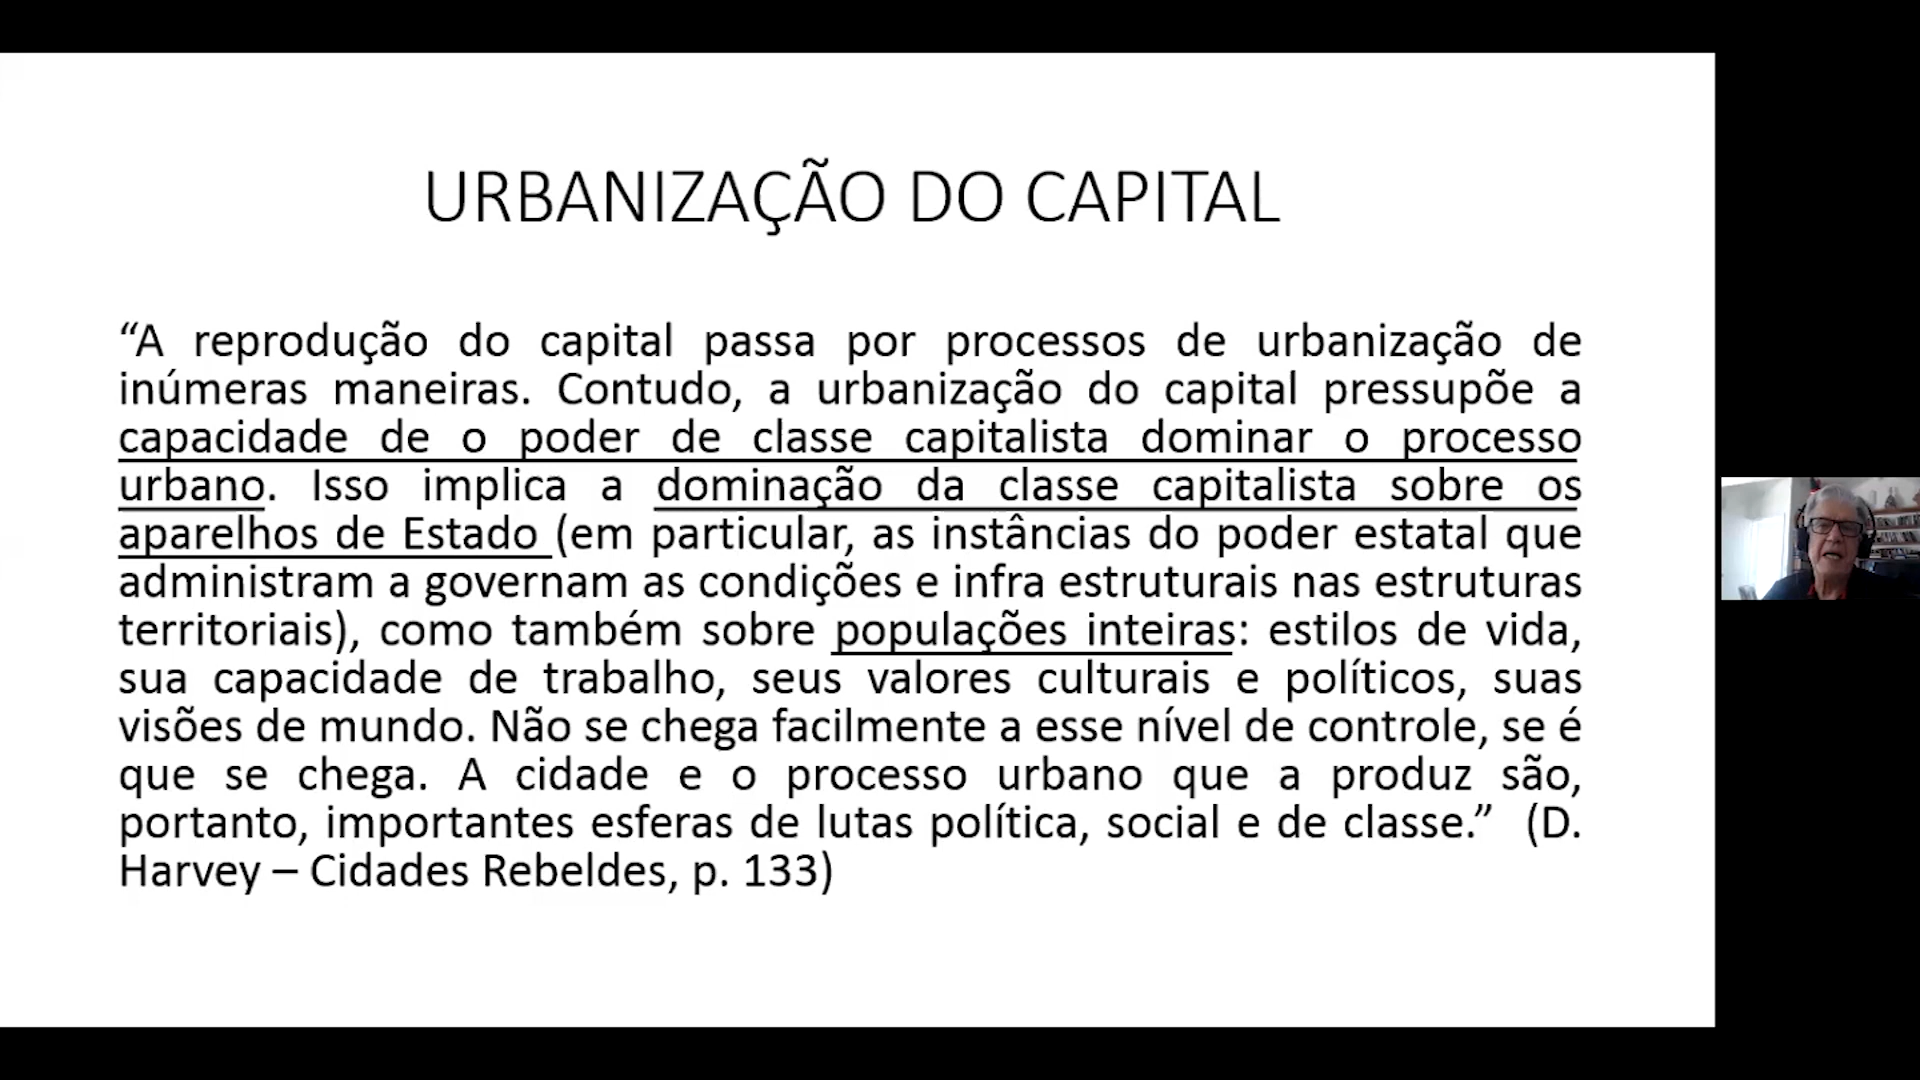 URBANIZAÇÃO DO CAPITAL
“A reprodução do capital passa por processos de urbanização de
inúmeras maneiras. Contudo, a urbanização do capital pressupõe a
capacidade de o poder de classe capitalista dominar o processo
urbano. Isso implica a dominação da classe capitalista sobre os
aparelhos de Estado (em particular, as instâncias do poder estatal que
administram a governam as condições e infra estruturais nas estruturas
territoriais), como também sobre populações inteiras: estilos de vida,
sua capacidade de trabalho, seus valores culturais e políticos, suas
visões de mundo. Não se chega facilmente a esse nível de controle, se é
que se chega. A cidade e o processo urbano que a produz são,
portanto, importantes esferas de lutas política, social e de classe.” (D.
Harvey – Cidades Rebeldes, p. 133)